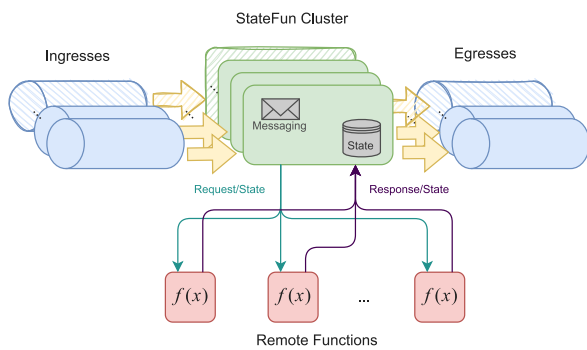 StateFun Cluster
Ingresses
Egresses
Messaging
State
Request/State
Response/State
f(x)
f(x)
...
f(x)
Remote Functions